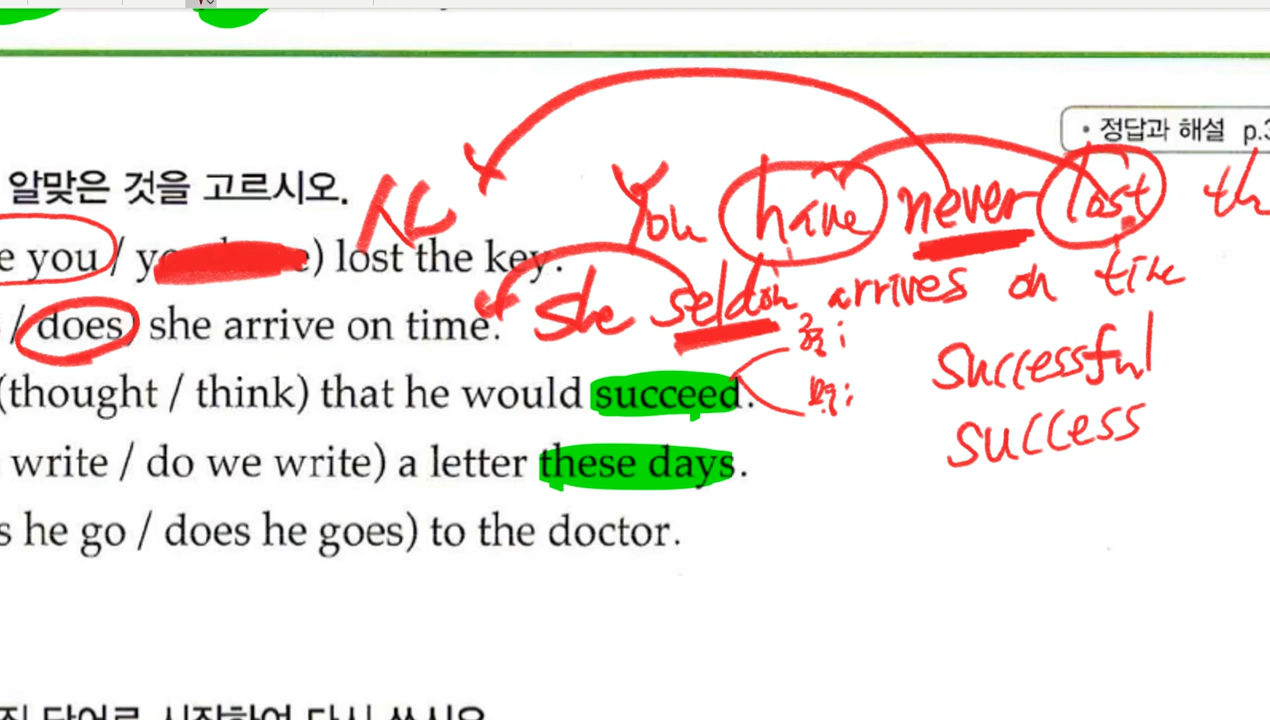 • 정답과 해설 p.3
알맞은 것을 고르시오.
You have never lost th
e you / y e) lost the key.
She seldom arrives on time
/ does) she arrive on time.
형; Successful
(thought / think) that he would succeed.
명; success
write / do we write) a letter these days.
s he go / does he goes) to the doctor.